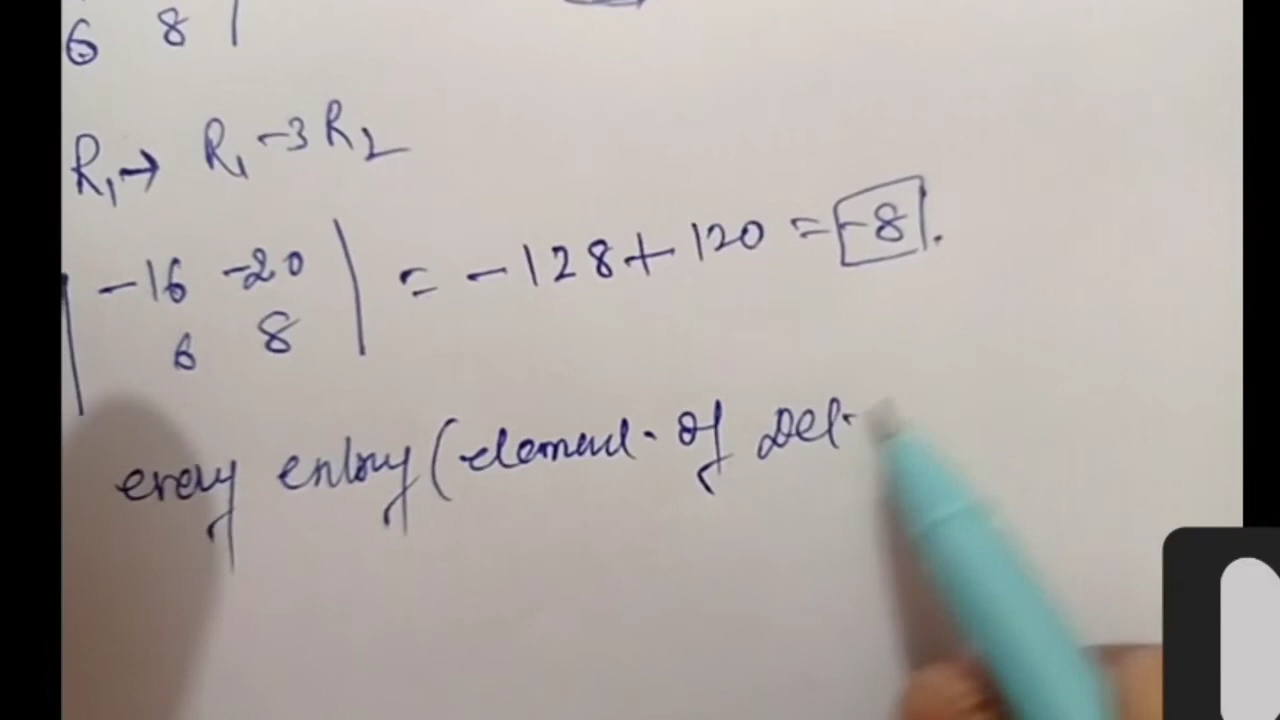 6 8 |
R₁→ R₁-3R₂
| -16 -20 | = -128+120 = -8.
6 8
every entry (element. of Det.